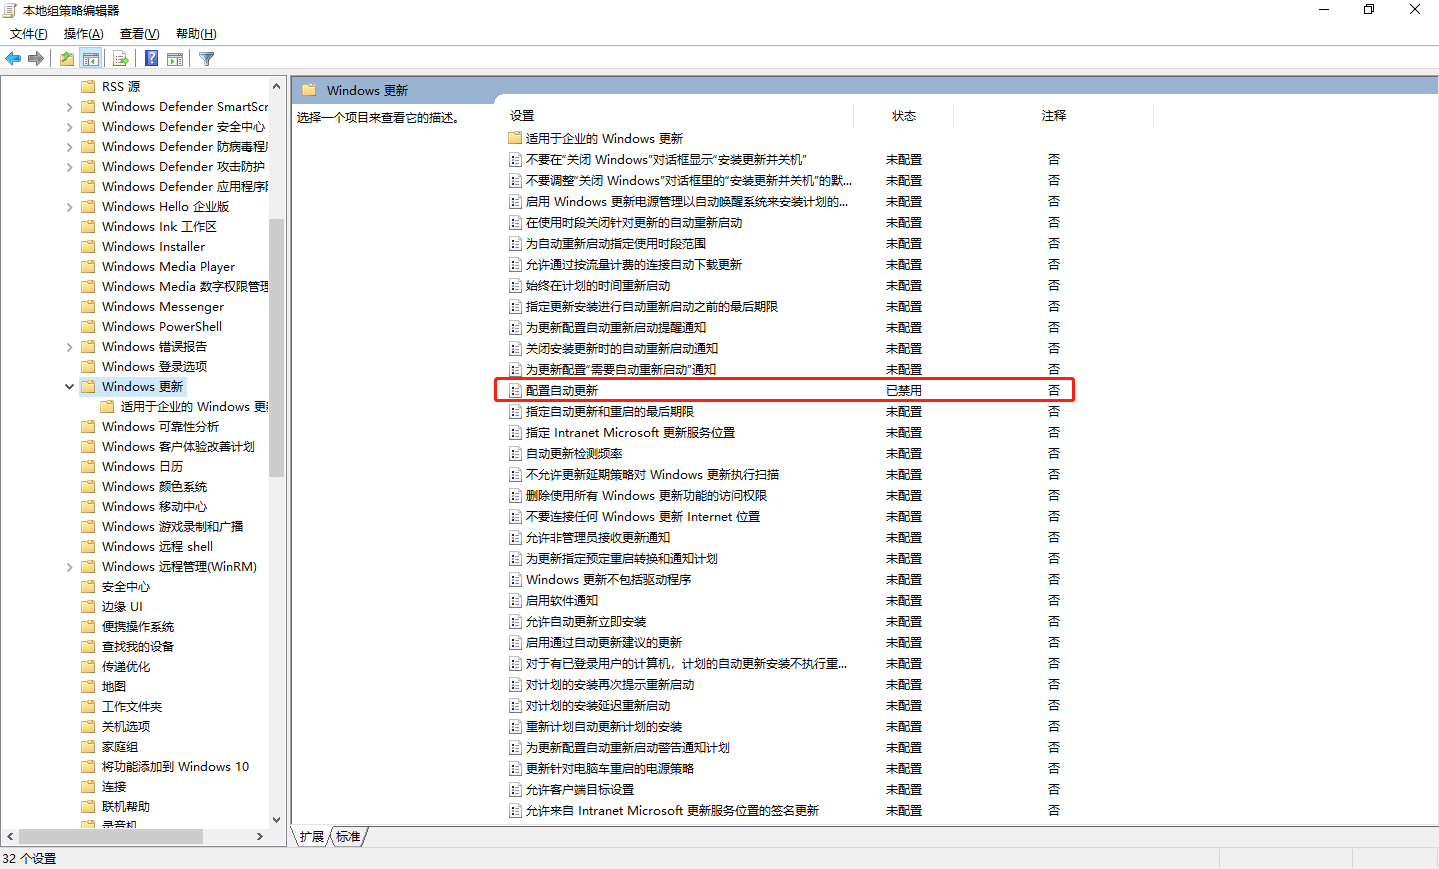 本地组策略编辑器
文件(F) 操作(A) 查看(V) 帮助(H)
RSS 源
Windows Defender SmartScr
Windows Defender 安全中心
Windows Defender 防病毒程序
Windows Defender 攻击防护
Windows Defender 应用程序
Windows Hello 企业版
Windows Ink 工作区
Windows Installer
Windows Media Player
Windows Media 数字权限管理
Windows Messenger
Windows PowerShell
Windows 错误报告
Windows 登录选项
Windows 更新
适用于企业的 Windows 更新
Windows 可靠性分析
Windows 客户体验改善计划
Windows 日历
Windows 颜色系统
Windows 移动中心
Windows 游戏录制和广播
Windows 远程 shell
Windows 远程管理(WinRM)
安全中心
边缘 UI
便携操作系统
查找我的设备
传递优化
地图
工作文件夹
关机选项
家庭组
将功能添加到 Windows 10
连接
联机帮助
录音机
Windows 更新
选择一个项目来查看它的描述。
设置 状态 注释
适用于企业的 Windows 更新
不要在“关闭 Windows”对话框显示“安装更新并关机” 未配置 否
不要调整“关闭 Windows”对话框里的“安装更新并关机”的默... 未配置 否
启用 Windows 更新电源管理以自动唤醒系统来安装计划的... 未配置 否
在使用时段关闭针对更新的自动重新启动 未配置 否
为自动重新启动指定使用时段范围 未配置 否
允许通过按流量计费的连接自动下载更新 未配置 否
始终在计划的时间重新启动 未配置 否
指定更新安装进行自动重新启动之前的最后期限 未配置 否
为更新配置自动重新启动提醒通知 未配置 否
关闭安装更新时的自动重新启动通知 未配置 否
为更新配置“需要自动重新启动”通知 未配置 否
配置自动更新 已禁用 否
指定自动更新和重启的最后期限 未配置 否
指定 Intranet Microsoft 更新服务位置 未配置 否
自动更新检测频率 未配置 否
不允许更新延期策略对 Windows 更新执行扫描 未配置 否
删除使用所有 Windows 更新功能的访问权限 未配置 否
不要连接任何 Windows 更新 Internet 位置 未配置 否
允许非管理员接收更新通知 未配置 否
为更新指定预定重启转换和通知计划 未配置 否
Windows 更新不包括驱动程序 未配置 否
启用软件通知 未配置 否
允许自动更新立即安装 未配置 否
启用通过自动更新建议的更新 未配置 否
对于有已登录用户的计算机，计划的自动更新安装不执行重... 未配置 否
对计划的安装再次提示重新启动 未配置 否
对计划的安装延迟重新启动 未配置 否
重新计划自动更新计划的安装 未配置 否
为更新配置自动重新启动警告通知计划 未配置 否
更新针对电脑车重启的电源策略 未配置 否
允许客户端目标设置 未配置 否
允许来自 Intranet Microsoft 更新服务位置的签名更新 未配置 否
扩展 标准
32 个设置